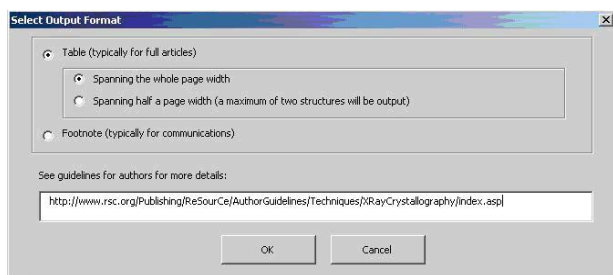 Select Output Format
Table (typically for full articles)
Spanning the whole page width
Spanning half a page width (a maximum of two structures will be output)
Footnote (typically for communications)
See guidelines for authors for more details:
http://www.rsc.org/Publishing/ReSourCe/AuthorGuidelines/Techniques/XRayCrystallography/index.asp
OK
Cancel